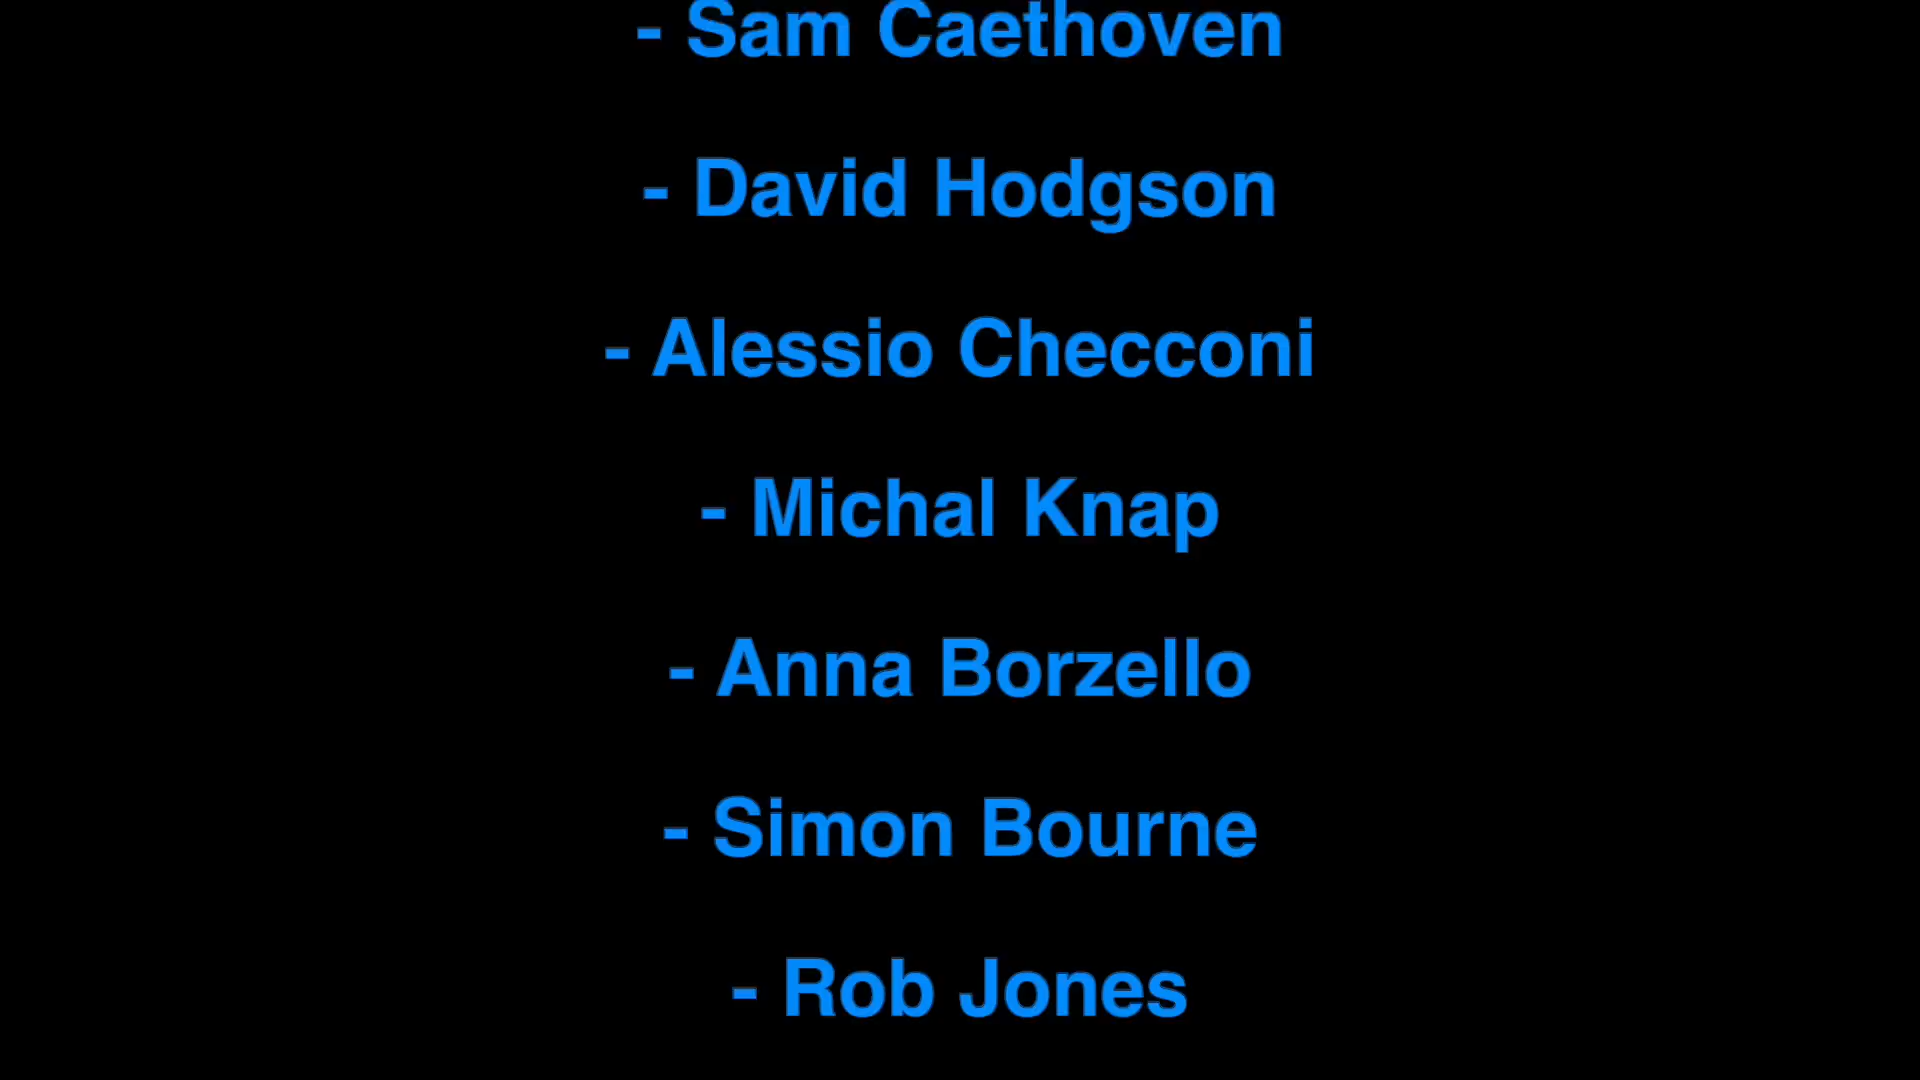 - Sam Caethoven
- David Hodgson
- Alessio Checconi
- Michal Knap
- Anna Borzello
- Simon Bourne
- Rob Jones